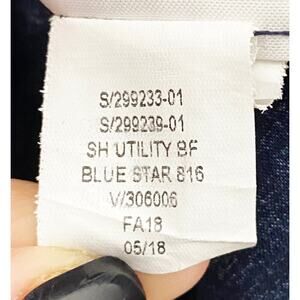 S/299233-01
S/299239-01
SH UTILITY BF
BLUE STAR 816
V/306006
FA18
05/18